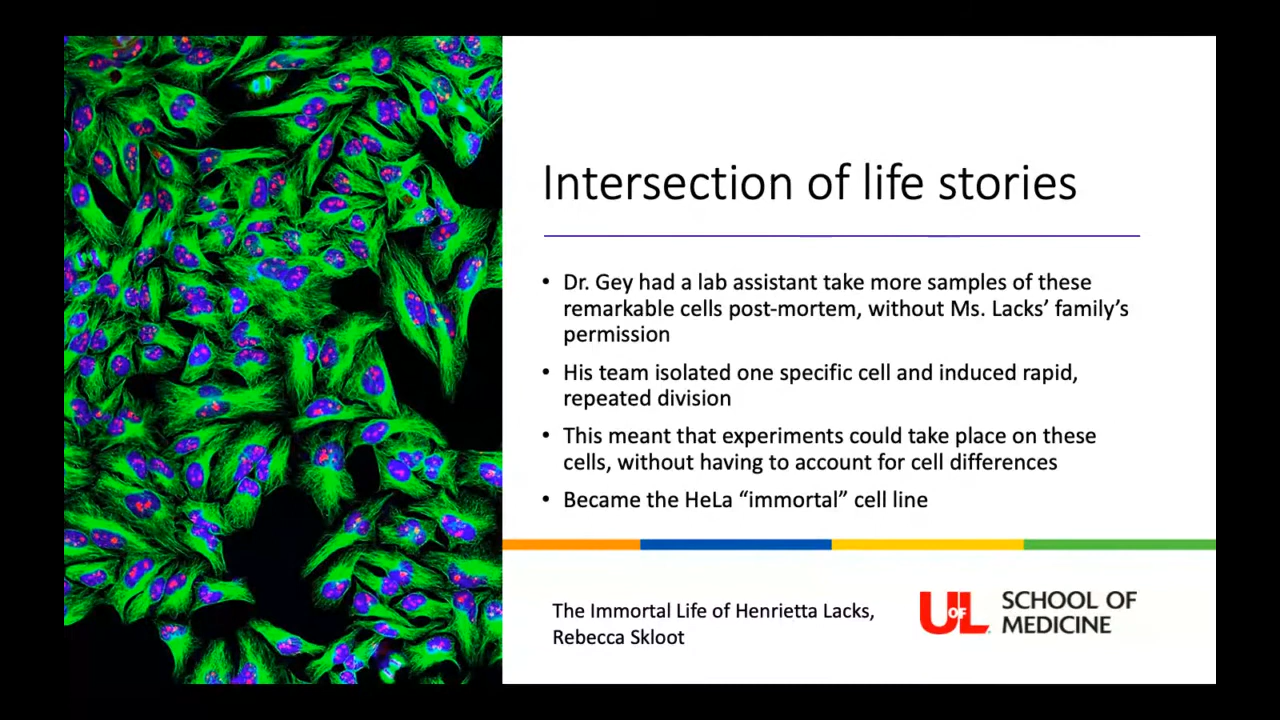 Intersection of life stories
• Dr. Gey had a lab assistant take more samples of these
remarkable cells post-mortem, without Ms. Lacks’ family’s
permission
• His team isolated one specific cell and induced rapid,
repeated division
• This meant that experiments could take place on these
cells, without having to account for cell differences
• Became the HeLa “immortal” cell line
The Immortal Life of Henrietta Lacks,
Rebecca Skloot
UOFL SCHOOL OF
MEDICINE